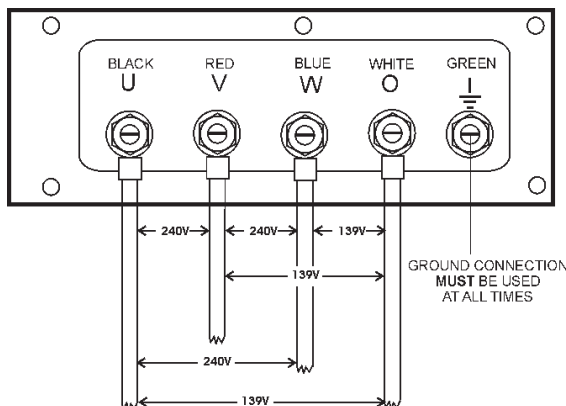 BLACK RED BLUE WHITE GREEN
U V W O
240V 240V 139V
139V
GROUND CONNECTION
MUST BE USED
AT ALL TIMES
240V
139V